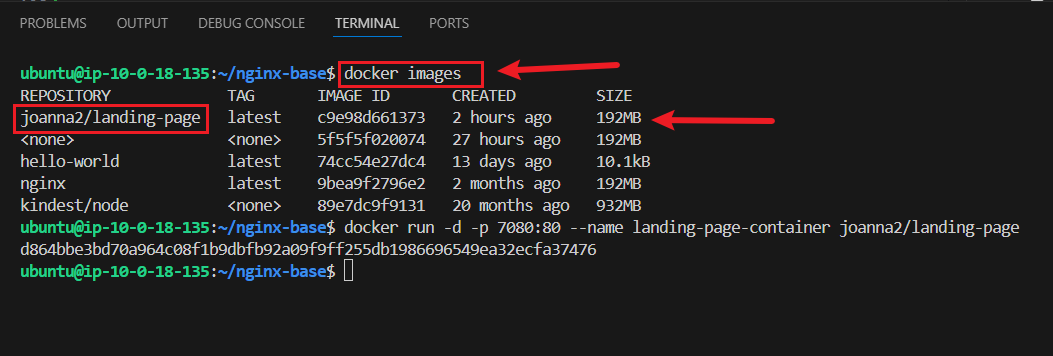 PROBLEMS OUTPUT DEBUG CONSOLE TERMINAL PORTS
ubuntu@ip-10-0-18-135:~/nginx-base$ docker images
REPOSITORY TAG IMAGE ID CREATED SIZE
joanna2/landing-page latest c9e98d661373 2 hours ago 192MB
<none> <none> 5f5f5f020074 27 hours ago 192MB
hello-world latest 74cc54e27dc4 13 days ago 10.1kB
nginx latest 9bea9f2796e2 2 months ago 192MB
kindest/node <none> 89e7dc9f9131 20 months ago 932MB
ubuntu@ip-10-0-18-135:~/nginx-base$ docker run -d -p 7080:80 --name landing-page-container joanna2/landing-page
d864bbe3bd70a964c08f1b9dbfb92a09f9ff255db1986696549ea32ecfa37476
ubuntu@ip-10-0-18-135:~/nginx-base$